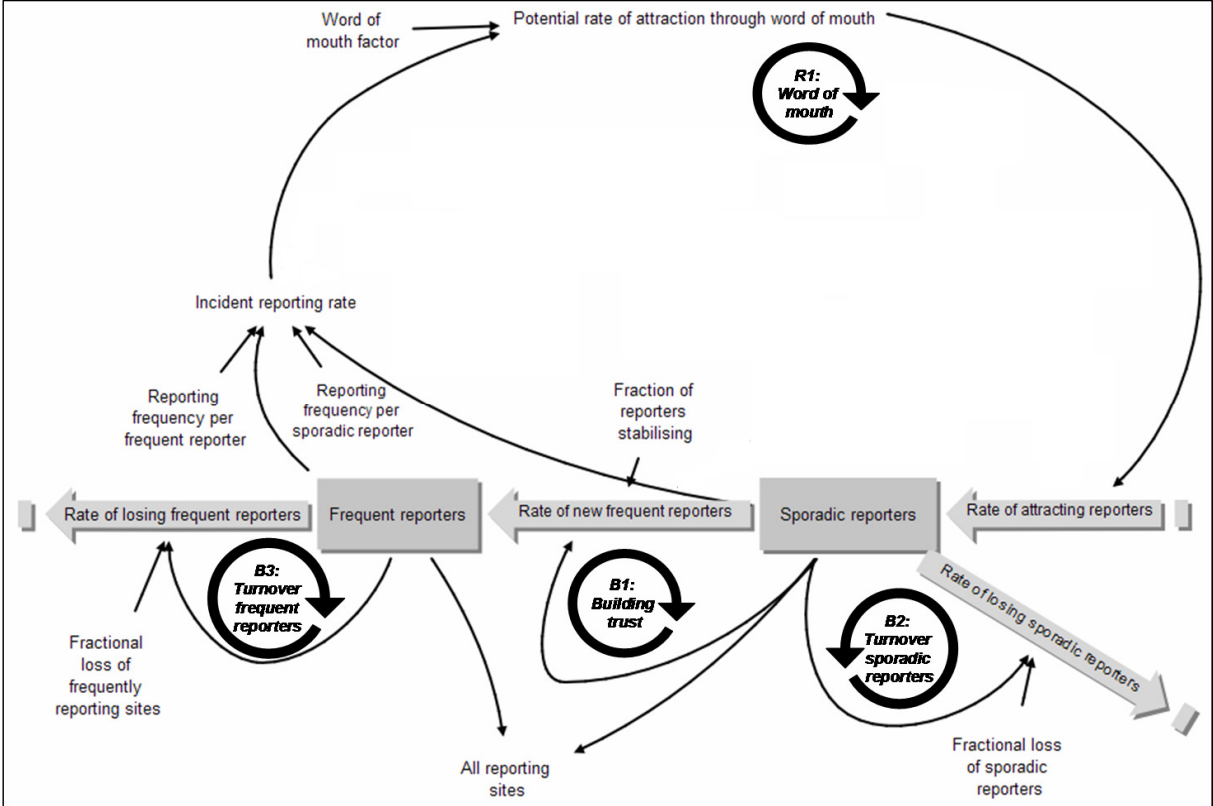 Word of
mouth factor
Potential rate of attraction through word of mouth
R1:
Word of
mouth
Incident reporting rate
Reporting
frequency per
frequent reporter
Reporting
frequency per
sporadic reporter
Fraction of
reporters
stabilising
Rate of losing frequent reporters
Frequent reporters
Rate of new frequent reporters
Sporadic reporters
Rate of attracting reporters
B3:
Turnover
frequent
reporters
B1:
Building
trust
B2:
Turnover
sporadic
reporters
Rate of losing sporadic reporters
Fractional
loss of
frequently
reporting sites
All reporting
sites
Fractional loss
of sporadic
reporters